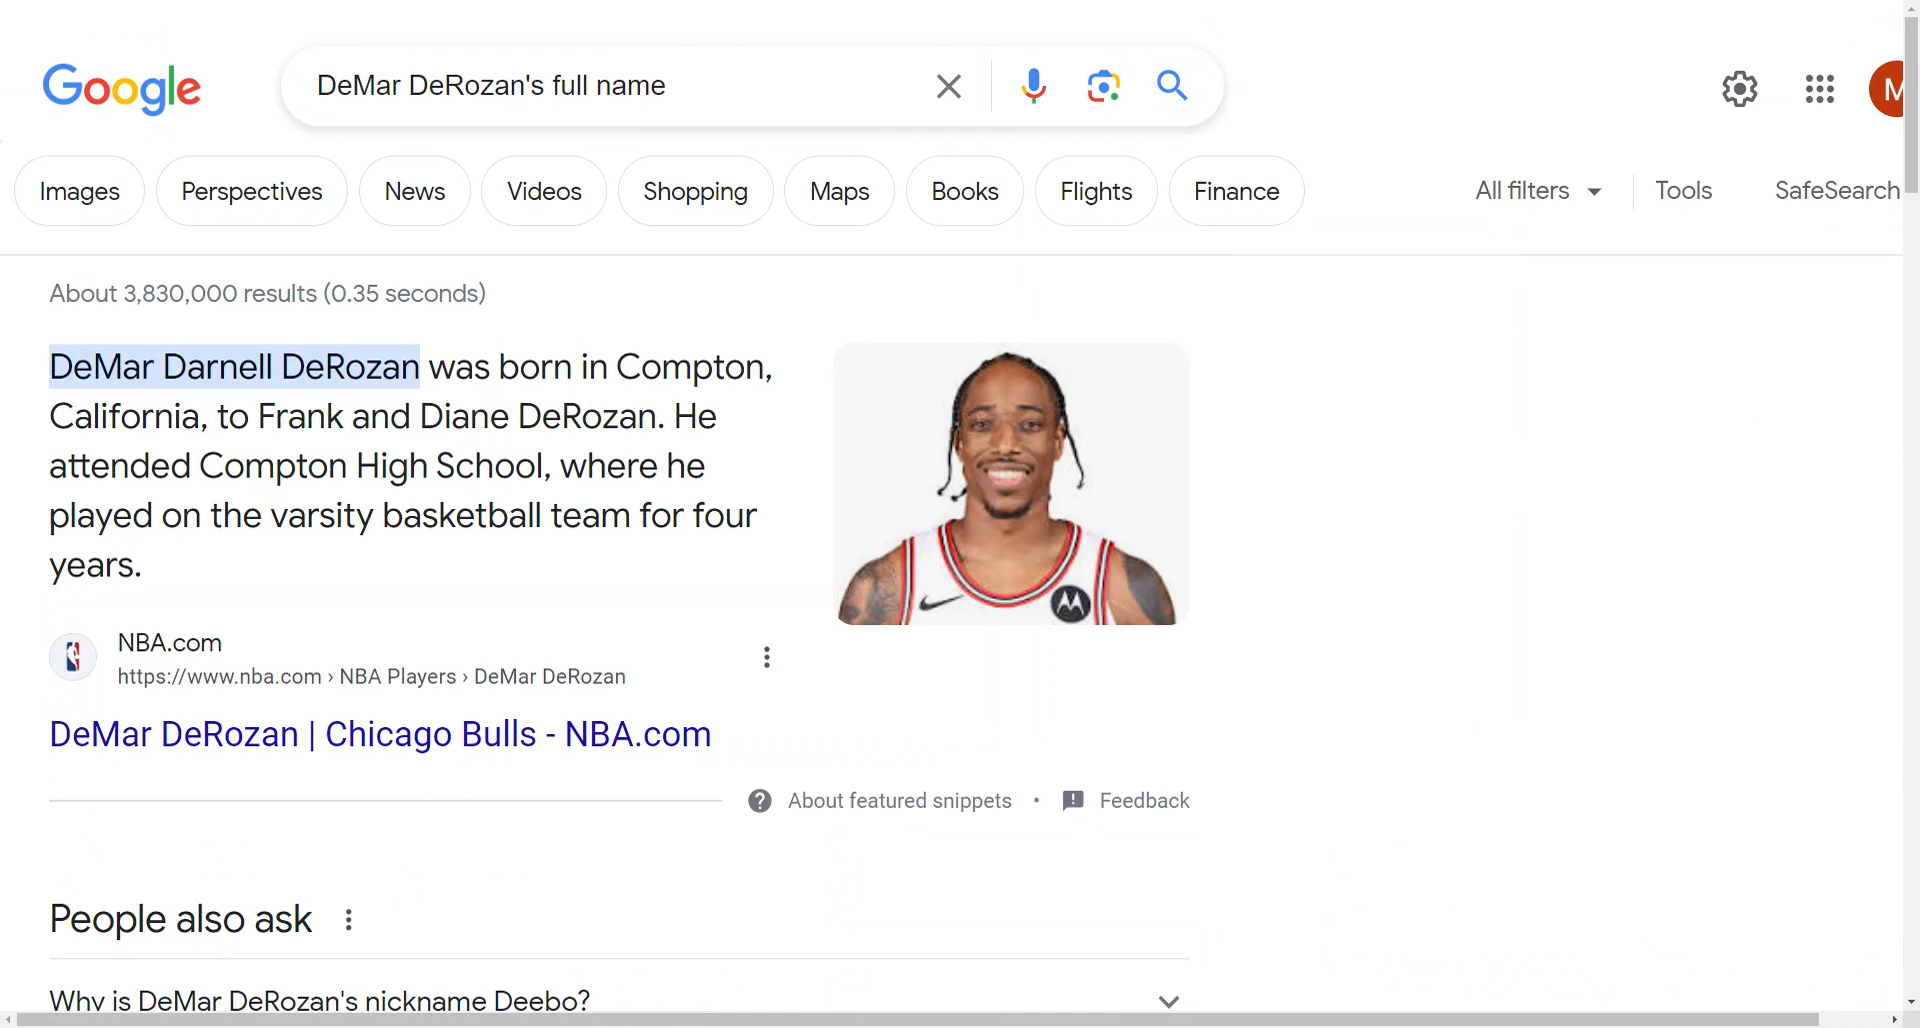 Google
DeMar DeRozan's full name
M
Images
Perspectives
News
Videos
Shopping
Maps
Books
Flights
Finance
All filters
Tools
SafeSearch
About 3,830,000 results (0.35 seconds)
DeMar Darnell DeRozan was born in Compton,
California, to Frank and Diane DeRozan. He
attended Compton High School, where he
played on the varsity basketball team for four
years.
NBA.com
https://www.nba.com › NBA Players › DeMar DeRozan
DeMar DeRozan | Chicago Bulls - NBA.com
About featured snippets • Feedback
People also ask
Why is DeMar DeRozan's nickname Deebo?